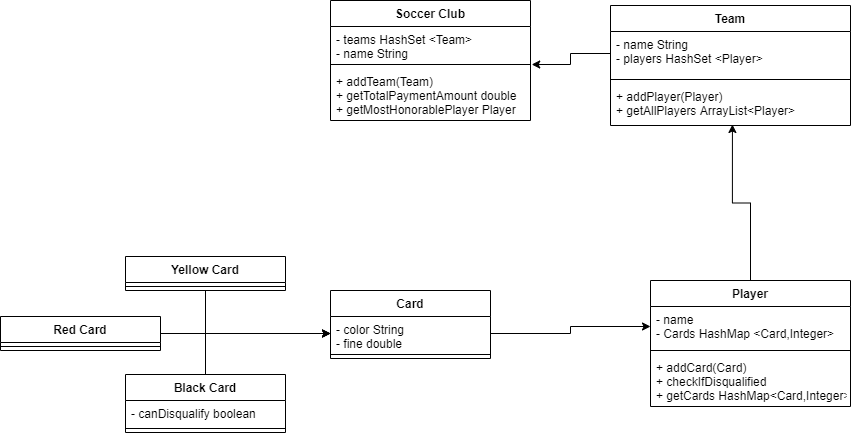 Soccer Club
- teams HashSet <Team>
- name String
+ addTeam(Team)
+ getTotalPaymentAmount double
+ getMostHonorablePlayer Player
Team
- name String
- players HashSet <Player>
+ addPlayer(Player)
+ getAllPlayers ArrayList<Player>
Yellow Card
Red Card
Black Card
- canDisqualify boolean
Card
- color String
- fine double
Player
- name
- Cards HashMap <Card,Integer>
+ addCard(Card)
+ checkIfDisqualified
+ getCards HashMap<Card,Integer>